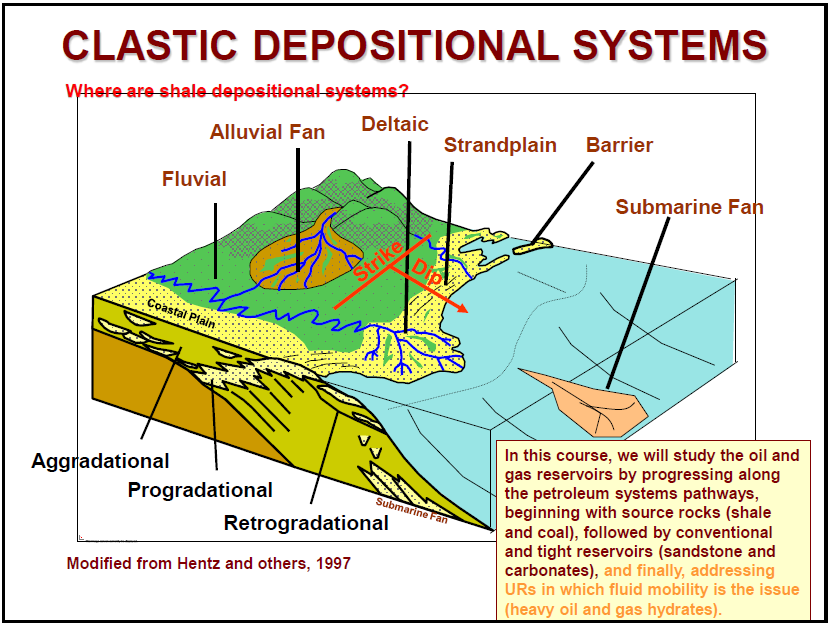 CLASTIC DEPOSITIONAL SYSTEMS
Where are shale depositional systems?
Deltaic
Alluvial Fan
Strandplain
Barrier
Fluvial
Submarine Fan
Strike
Dip
Coastal Plain
Aggradational
Progradational
Retrogradational
Submarine Fan
In this course, we will study the oil and
gas reservoirs by progressing along
the petroleum systems pathways,
beginning with source rocks (shale
and coal), followed by conventional
and tight reservoirs (sandstone and
carbonates), and finally, addressing
URs in which fluid mobility is the issue
(heavy oil and gas hydrates).
Modified from Hentz and others, 1997